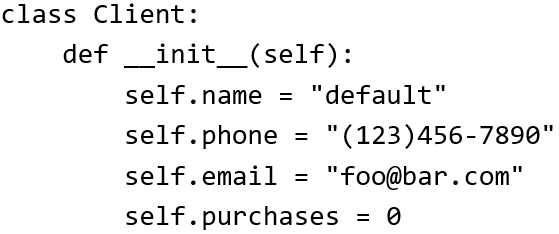 class Client:
    def __init__(self):
        self.name = "default"
        self.phone = "(123)456-7890"
        self.email = "foo@bar.com"
        self.purchases = 0